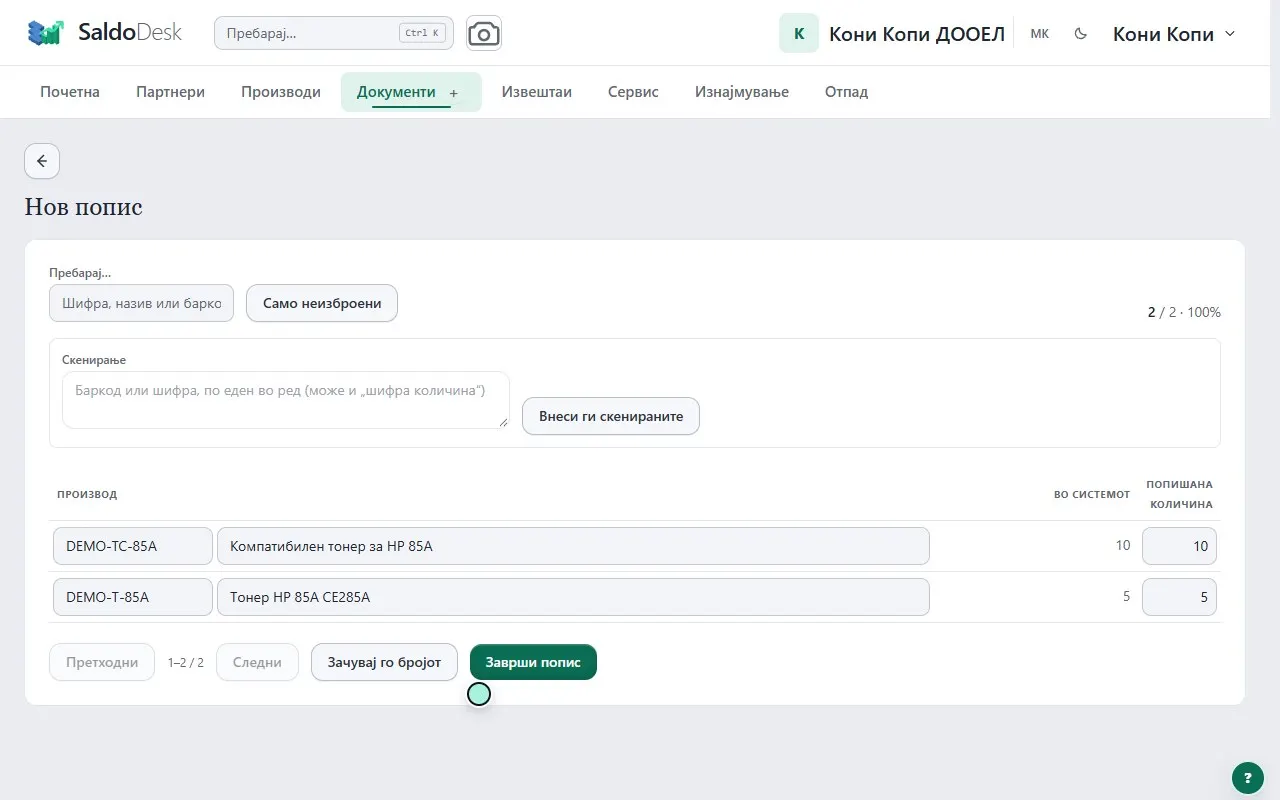 SaldoDesk
Пребарај...
Ctrl K
К
Кони Копи ДООЕЛ
МК
Кони Копи
Почетна
Партнери
Производи
Документи +
Извештаи
Сервис
Изнајмување
Отпад
Нов попис
Пребарај...
Шифра, назив или барко
Само неизброени
2 / 2 · 100%
Скенирање
Баркод или шифра, по еден во ред (може и „шифра количина“)
Внеси ги скенираните
ПРОИЗВОД
ВО СИСТЕМОТ
ПОПИШАНА
КОЛИЧИНА
DEMO-TC-85A
Компатибилен тонер за HP 85A
10
10
DEMO-T-85A
Тонер HP 85A CE285A
5
5
Претходни
1–2 / 2
Следни
Зачувај го бројот
Заврши попис
?